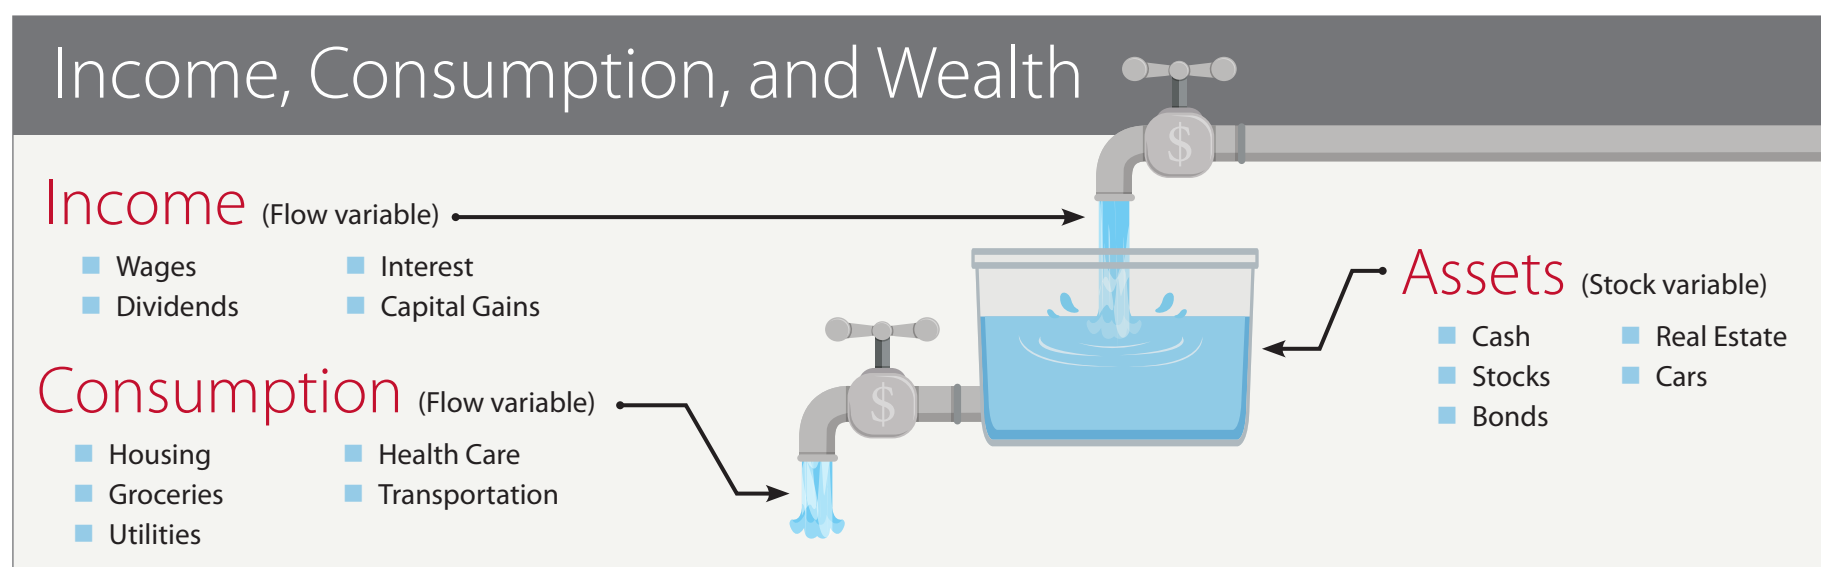 Income, Consumption, and Wealth
$
Income (Flow variable)
Wages
Interest
Dividends
Capital Gains
Assets (Stock variable)
Cash
Real Estate
Stocks
Cars
Bonds
Consumption (Flow variable)
$
Housing
Health Care
Groceries
Transportation
Utilities